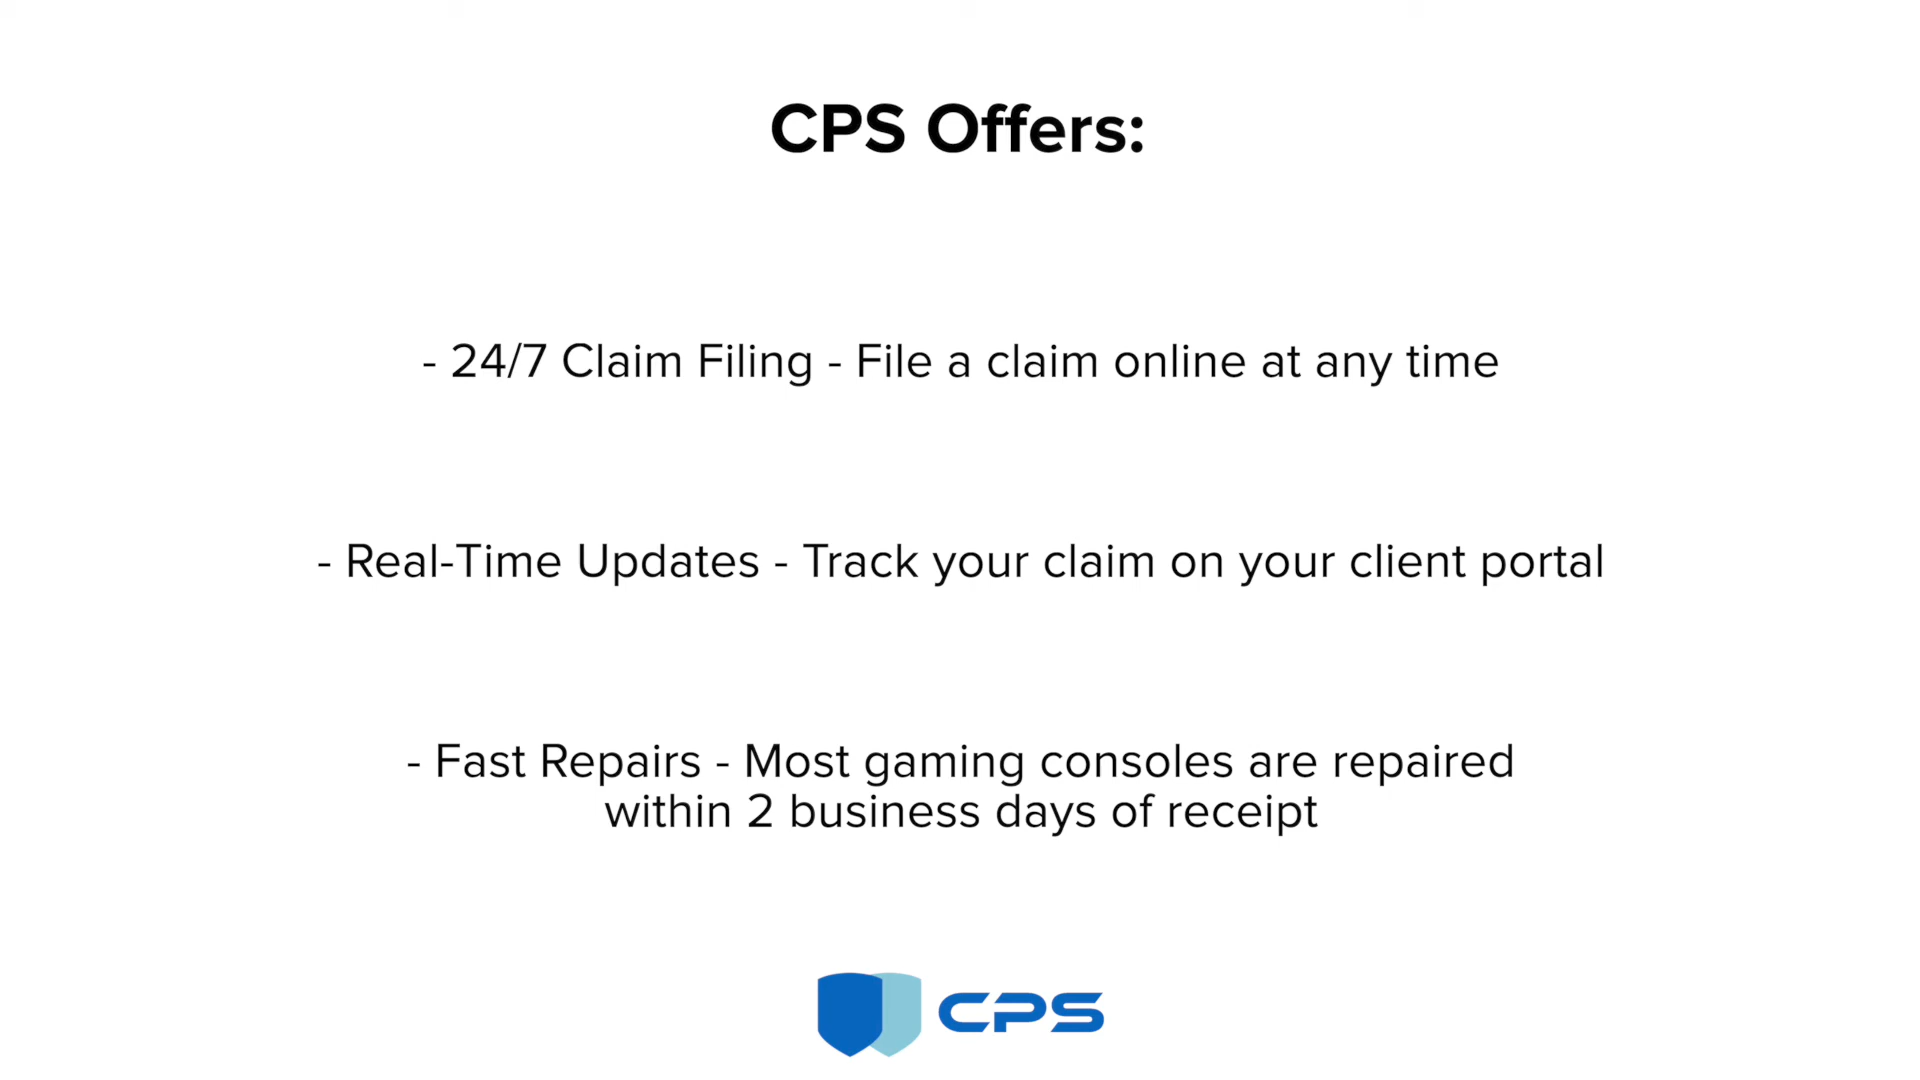 CPS Offers:
- 24/7 Claim Filing - File a claim online at any time
- Real-Time Updates - Track your claim on your client portal
- Fast Repairs - Most gaming consoles are repaired
within 2 business days of receipt
CPS